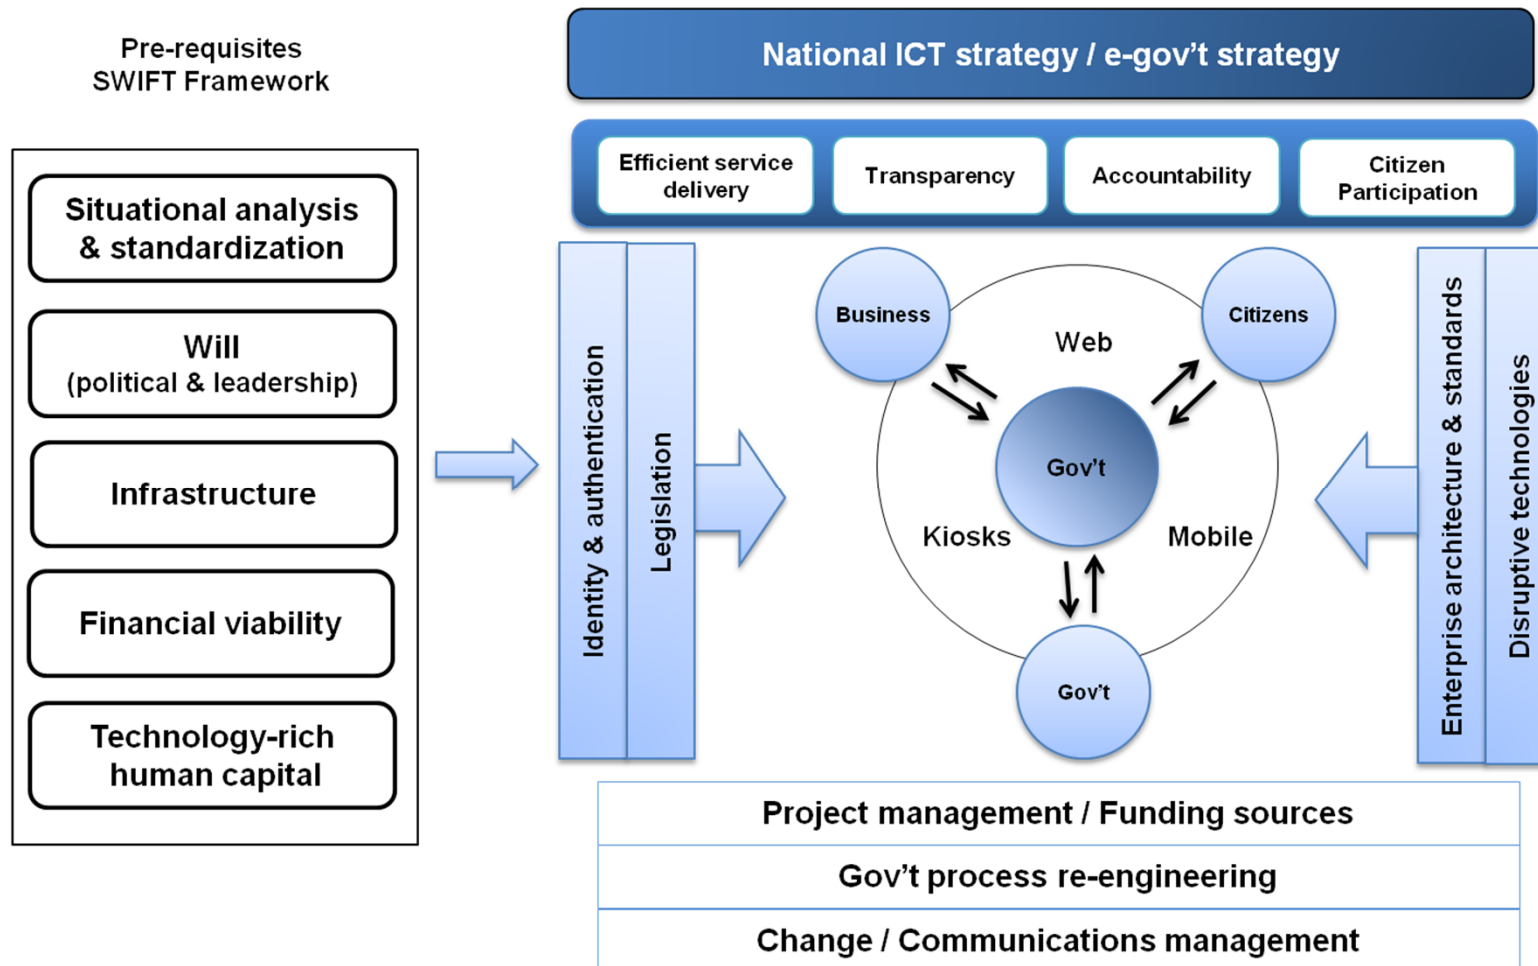 Pre-requisites
SWIFT Framework
Situational analysis
& standardization
Will
(political & leadership)
Infrastructure
Financial viability
Technology-rich
human capital
National ICT strategy / e-gov’t strategy
Efficient service
delivery
Transparency
Accountability
Citizen
Participation
Identity & authentication
Legislation
Business
Citizens
Web
Gov’t
Kiosks
Mobile
Gov’t
Enterprise architecture & standards
Disruptive technologies
Project management / Funding sources
Gov’t process re-engineering
Change / Communications management